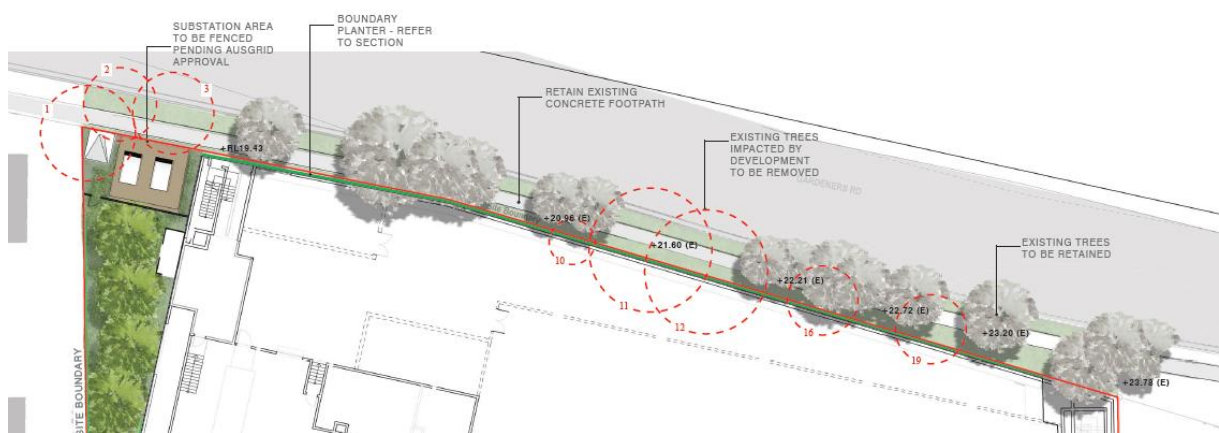 SUBSTATION AREA
TO BE FENCED
PENDING AUSGRID
APPROVAL
BOUNDARY
PLANTER - REFER
TO SECTION
RETAIN EXISTING
CONCRETE FOOTPATH
EXISTING TREES
IMPACTED BY
DEVELOPMENT
TO BE REMOVED
GARDENERS RD
EXISTING TREES
TO BE RETAINED
1
2
3
+RL19.43
Site Boundary
+20.96 (E)
10
+21.60 (E)
11
12
+22.21 (E)
16
+22.72 (E)
19
+23.20 (E)
+23.73 (E)
SITE BOUNDARY